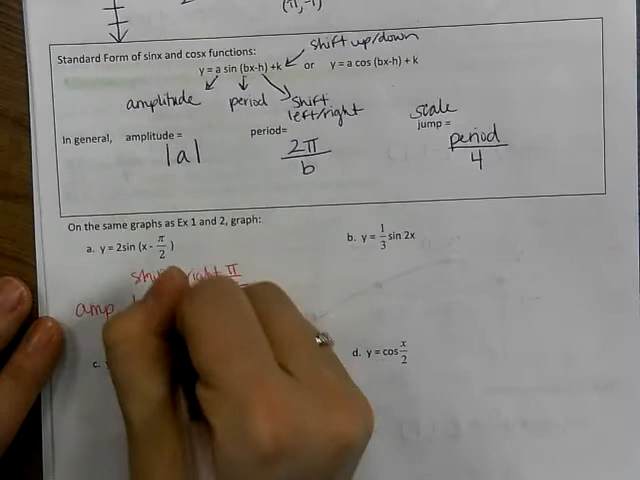 (π,-1)
Standard Form of sinx and cosx functions:
shift up/down
y = a sin (bx-h) +k or y = a cos (bx-h) + k
amplitude period shift left/right
In general, amplitude = |a|
period= 2π/b
scale
jump = period/4
On the same graphs as Ex 1 and 2, graph:
a. y = 2sin (x - π/2)
b. y = 1/3 sin 2x
right π
amp
c.
d. y = cos x/2